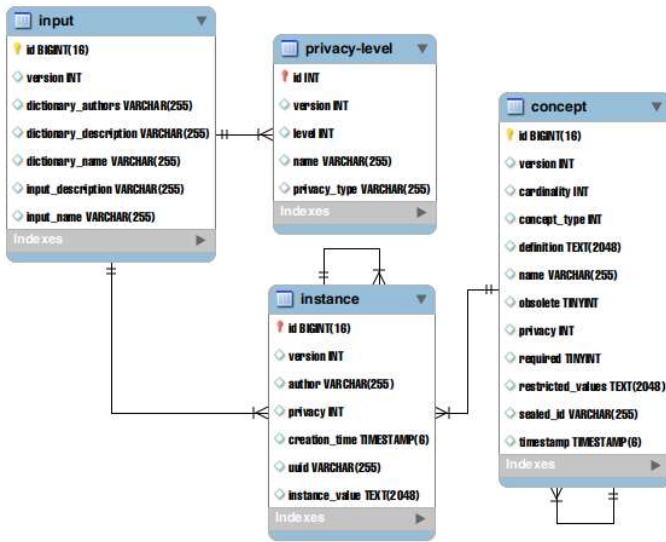 input
id BIGINT(16)
version INT
dictionary_authors VARCHAR(255)
dictionary_description VARCHAR(255)
dictionary_name VARCHAR(255)
input_description VARCHAR(255)
input_name VARCHAR(255)
Indexes
privacy-level
id INT
version INT
level INT
name VARCHAR(255)
privacy_type VARCHAR(255)
Indexes
concept
id BIGINT(16)
version INT
cardinality INT
concept_type INT
definition TEXT(2048)
name VARCHAR(255)
obsolete TINYINT
privacy INT
required TINYINT
restricted_values TEXT(2048)
sealed_id VARCHAR(255)
timestamp TIMESTAMP(6)
Indexes
instance
id BIGINT(16)
version INT
author VARCHAR(255)
privacy INT
creation_time TIMESTAMP(6)
uuid VARCHAR(255)
instance_value TEXT(2048)
Indexes